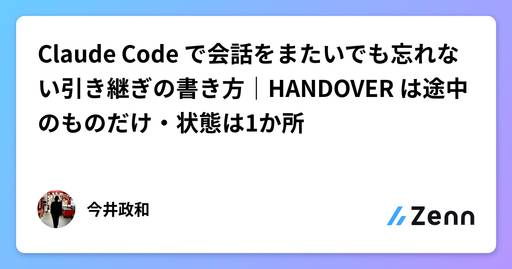 Claude Code で会話をまたいでも忘れな
い引き継ぎの書き方｜HANDOVER は途中
のものだけ・状態は1か所
今井政和
Zenn